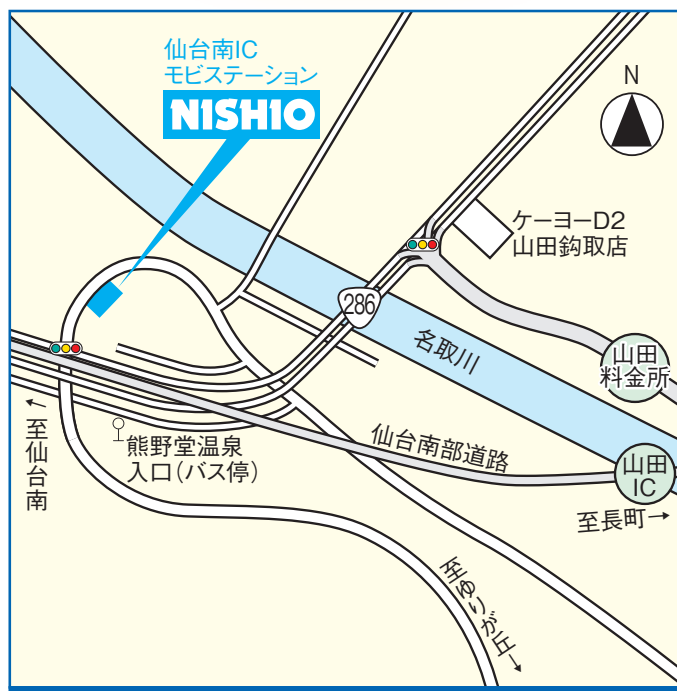 仙台南IC
モビステーション
NISHIO
N
ケーヨーD2
山田鈎取店
286
名取川
山田
料金所
仙台南部道路
山田
IC
至長町→
←
至仙台南
熊野堂温泉
入口(バス停)
至ゆりが丘→